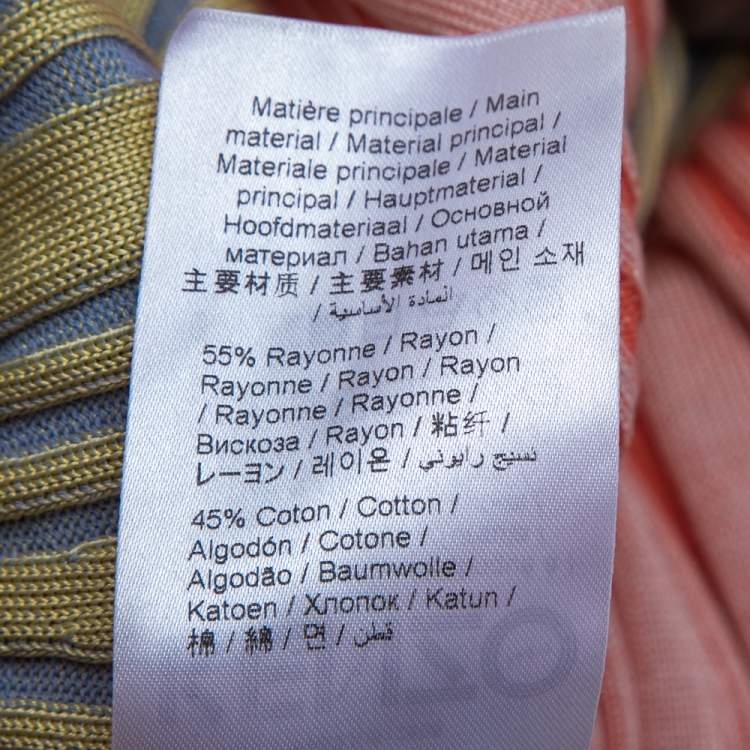 Matière principale / Main
material / Material principal /
Materiale principale / Material
principal / Hauptmaterial /
Hoofdmateriaal / Основной
материал / Bahan utama /
主要材质 / 主要素材 / 메인 소재
/ المادة الأساسية
55% Rayonne / Rayon /
Rayonne / Rayon / Rayon
/ Rayonne / Rayonne /
Вискоза / Rayon / 粘纤 /
レーヨン / 레이온 / نسيج رايوني
45% Coton / Cotton /
Algodón / Cotone /
Algodão / Baumwolle /
Katoen / Хлопок / Katun /
棉 / 綿 / 면 / قطن